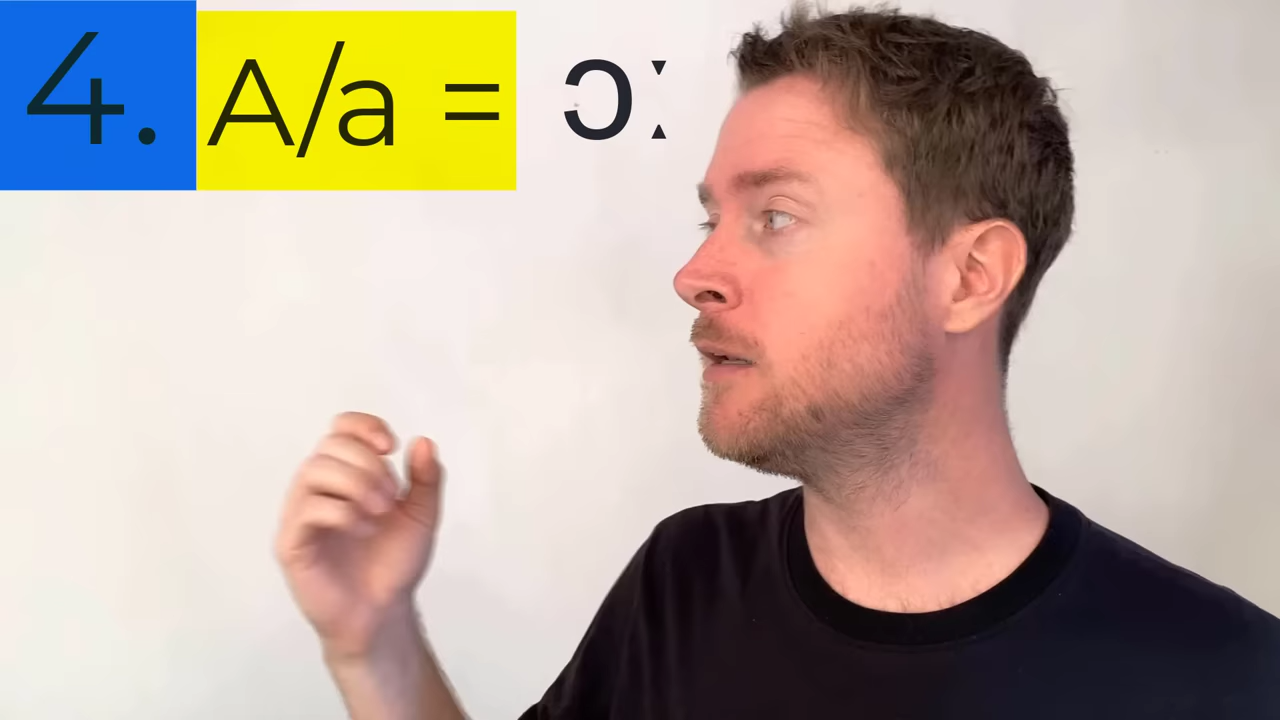 4. A/a = ɔː